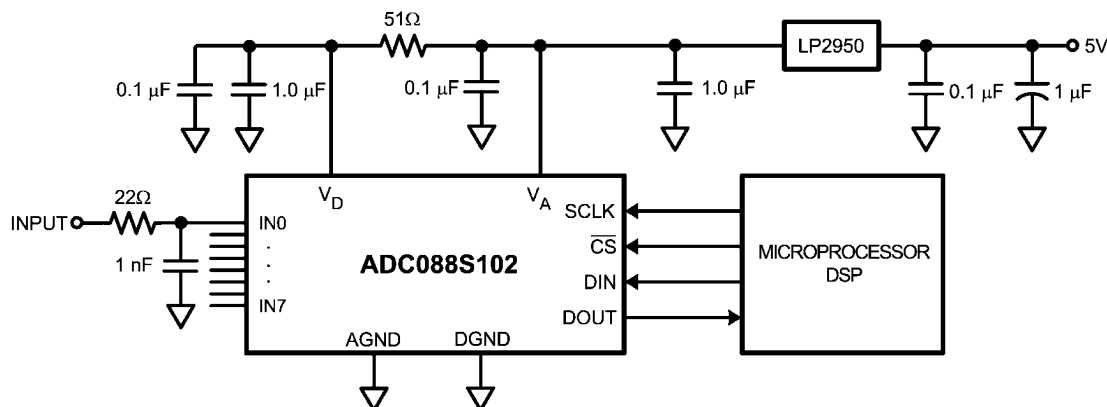 51Ω
LP2950
5V
0.1 µF
1.0 µF
0.1 µF
1.0 µF
0.1 µF
1 µF
V_D
V_A
22Ω
INPUT
1 nF
IN0
.
.
.
IN7
ADC088S102
SCLK
C̅S̅
DIN
DOUT
AGND
DGND
MICROPROCESSOR
DSP